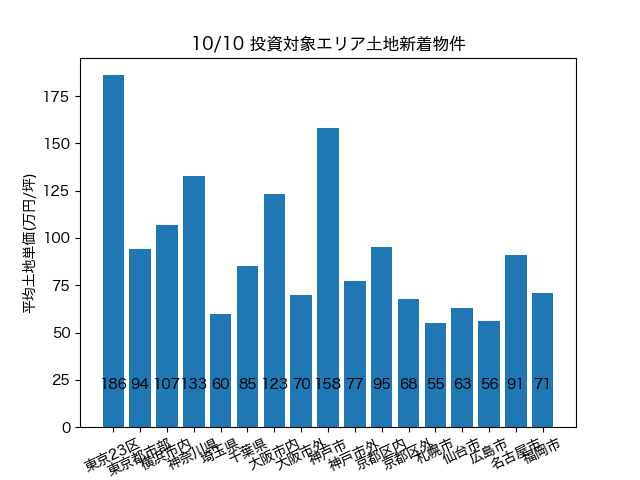 10/10 投資対象エリア土地新着物件
平均土地単価(万円/坪)
175
150
125
100
75
50
25
0
186 94 107 133 60 85 123 70 158 77 95 68 55 63 56 91 71
東京23区
東京都市部
横浜市内
神奈川県
埼玉県
千葉県
大阪市内
大阪市外
神戸市
神戸市外
京都区内
京都区外
札幌市
仙台市
広島市
名古屋市
福岡市